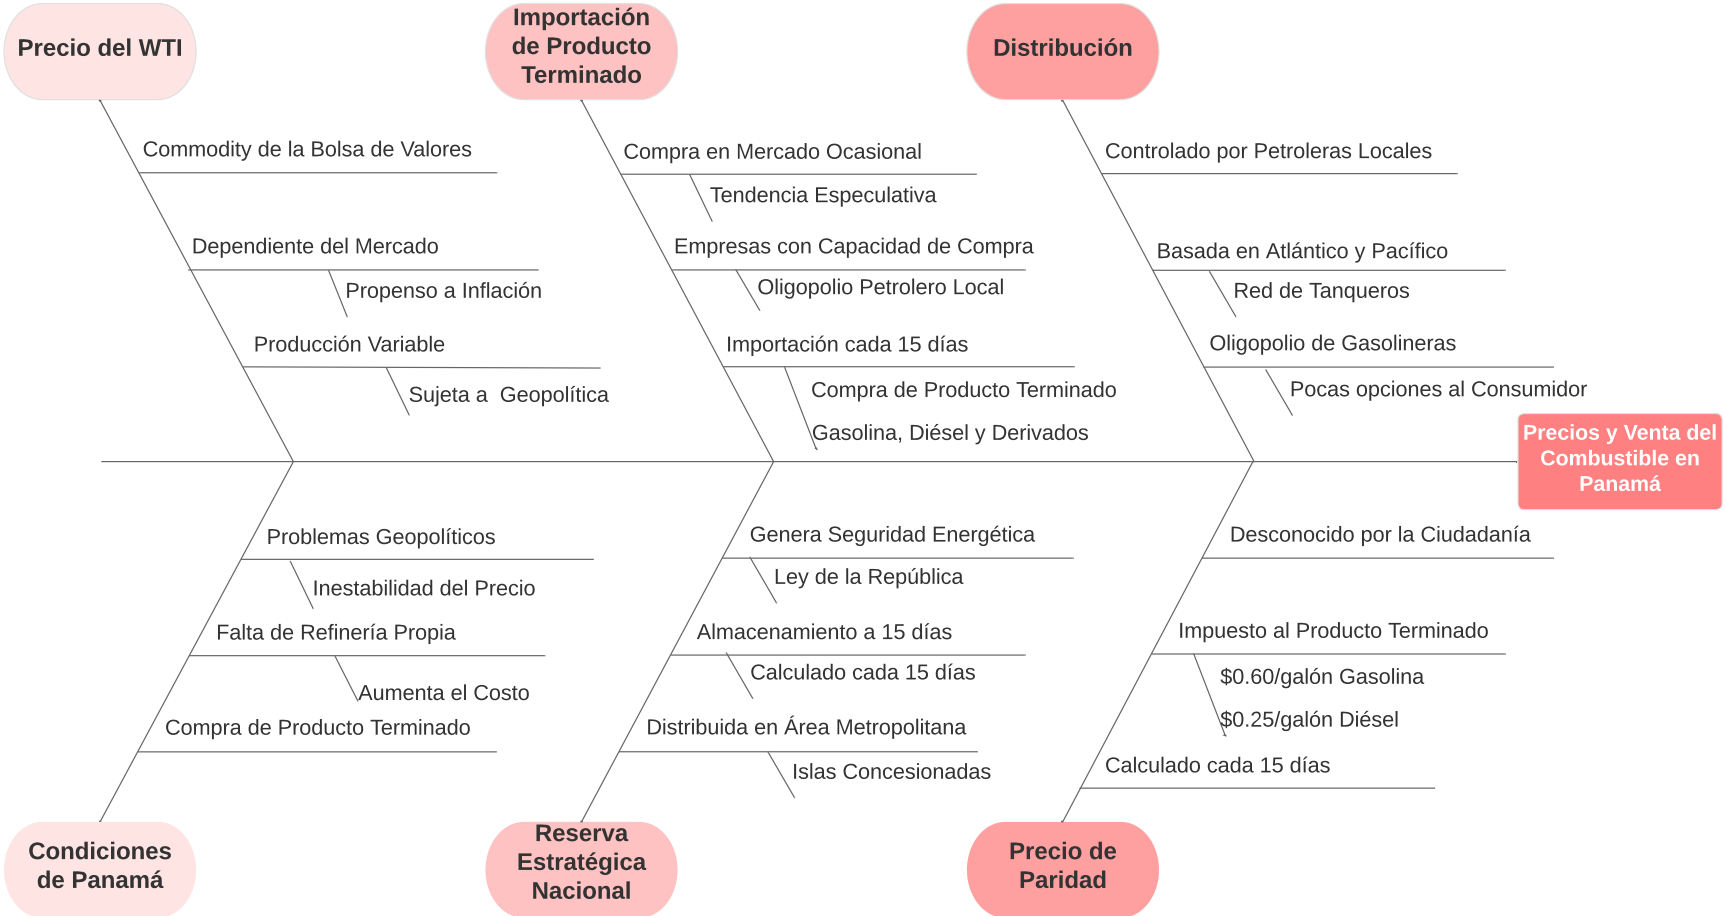 Precio del WTI
Importación
de Producto
Terminado
Distribución
Commodity de la Bolsa de Valores
Dependiente del Mercado
Propenso a Inflación
Producción Variable
Sujeta a  Geopolítica
Compra en Mercado Ocasional
Tendencia Especulativa
Empresas con Capacidad de Compra
Oligopolio Petrolero Local
Importación cada 15 días
Compra de Producto Terminado
Gasolina, Diésel y Derivados
Controlado por Petroleras Locales
Basada en Atlántico y Pacífico
Red de Tanqueros
Oligopolio de Gasolineras
Pocas opciones al Consumidor
Precios y Venta del
Combustible en
Panamá
Problemas Geopolíticos
Inestabilidad del Precio
Falta de Refinería Propia
Aumenta el Costo
Compra de Producto Terminado
Genera Seguridad Energética
Ley de la República
Almacenamiento a 15 días
Calculado cada 15 días
Distribuida en Área Metropolitana
Islas Concesionadas
Desconocido por la Ciudadanía
Impuesto al Producto Terminado
$0.60/galón Gasolina
$0.25/galón Diésel
Calculado cada 15 días
Condiciones
de Panamá
Reserva
Estratégica
Nacional
Precio de
Paridad